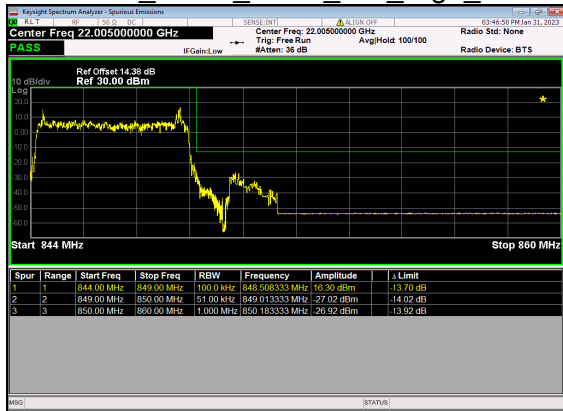 Keysight Spectrum Analyzer - Spurious Emissions
R L T RF 50 Ω DC SENSE:INT ALIGN OFF 03:46:50 PM Jan 31, 2023
Center Freq 22.005000000 GHz Center Freq: 22.005000000 GHz Radio Std: None
Trig: Free Run Avg|Hold: 100/100
PASS IFGain:Low #Atten: 36 dB Radio Device: BTS
Ref Offset 14.38 dB
10 dB/div Ref 30.00 dBm
Log
20.0
10.0
0.00
-10.0
-20.0
-30.0
-40.0
-50.0
-60.0
Start 844 MHz Stop 860 MHz
Spur Range Start Freq Stop Freq RBW Frequency Amplitude Δ Limit
1 1 844.00 MHz 849.00 MHz 100.0 kHz 848.508333 MHz 16.30 dBm -13.70 dB
2 2 849.00 MHz 850.00 MHz 51.00 kHz 849.013333 MHz -27.02 dBm -14.02 dB
3 3 850.00 MHz 860.00 MHz 1.000 MHz 850.183333 MHz -26.92 dBm -13.92 dB
MSG STATUS